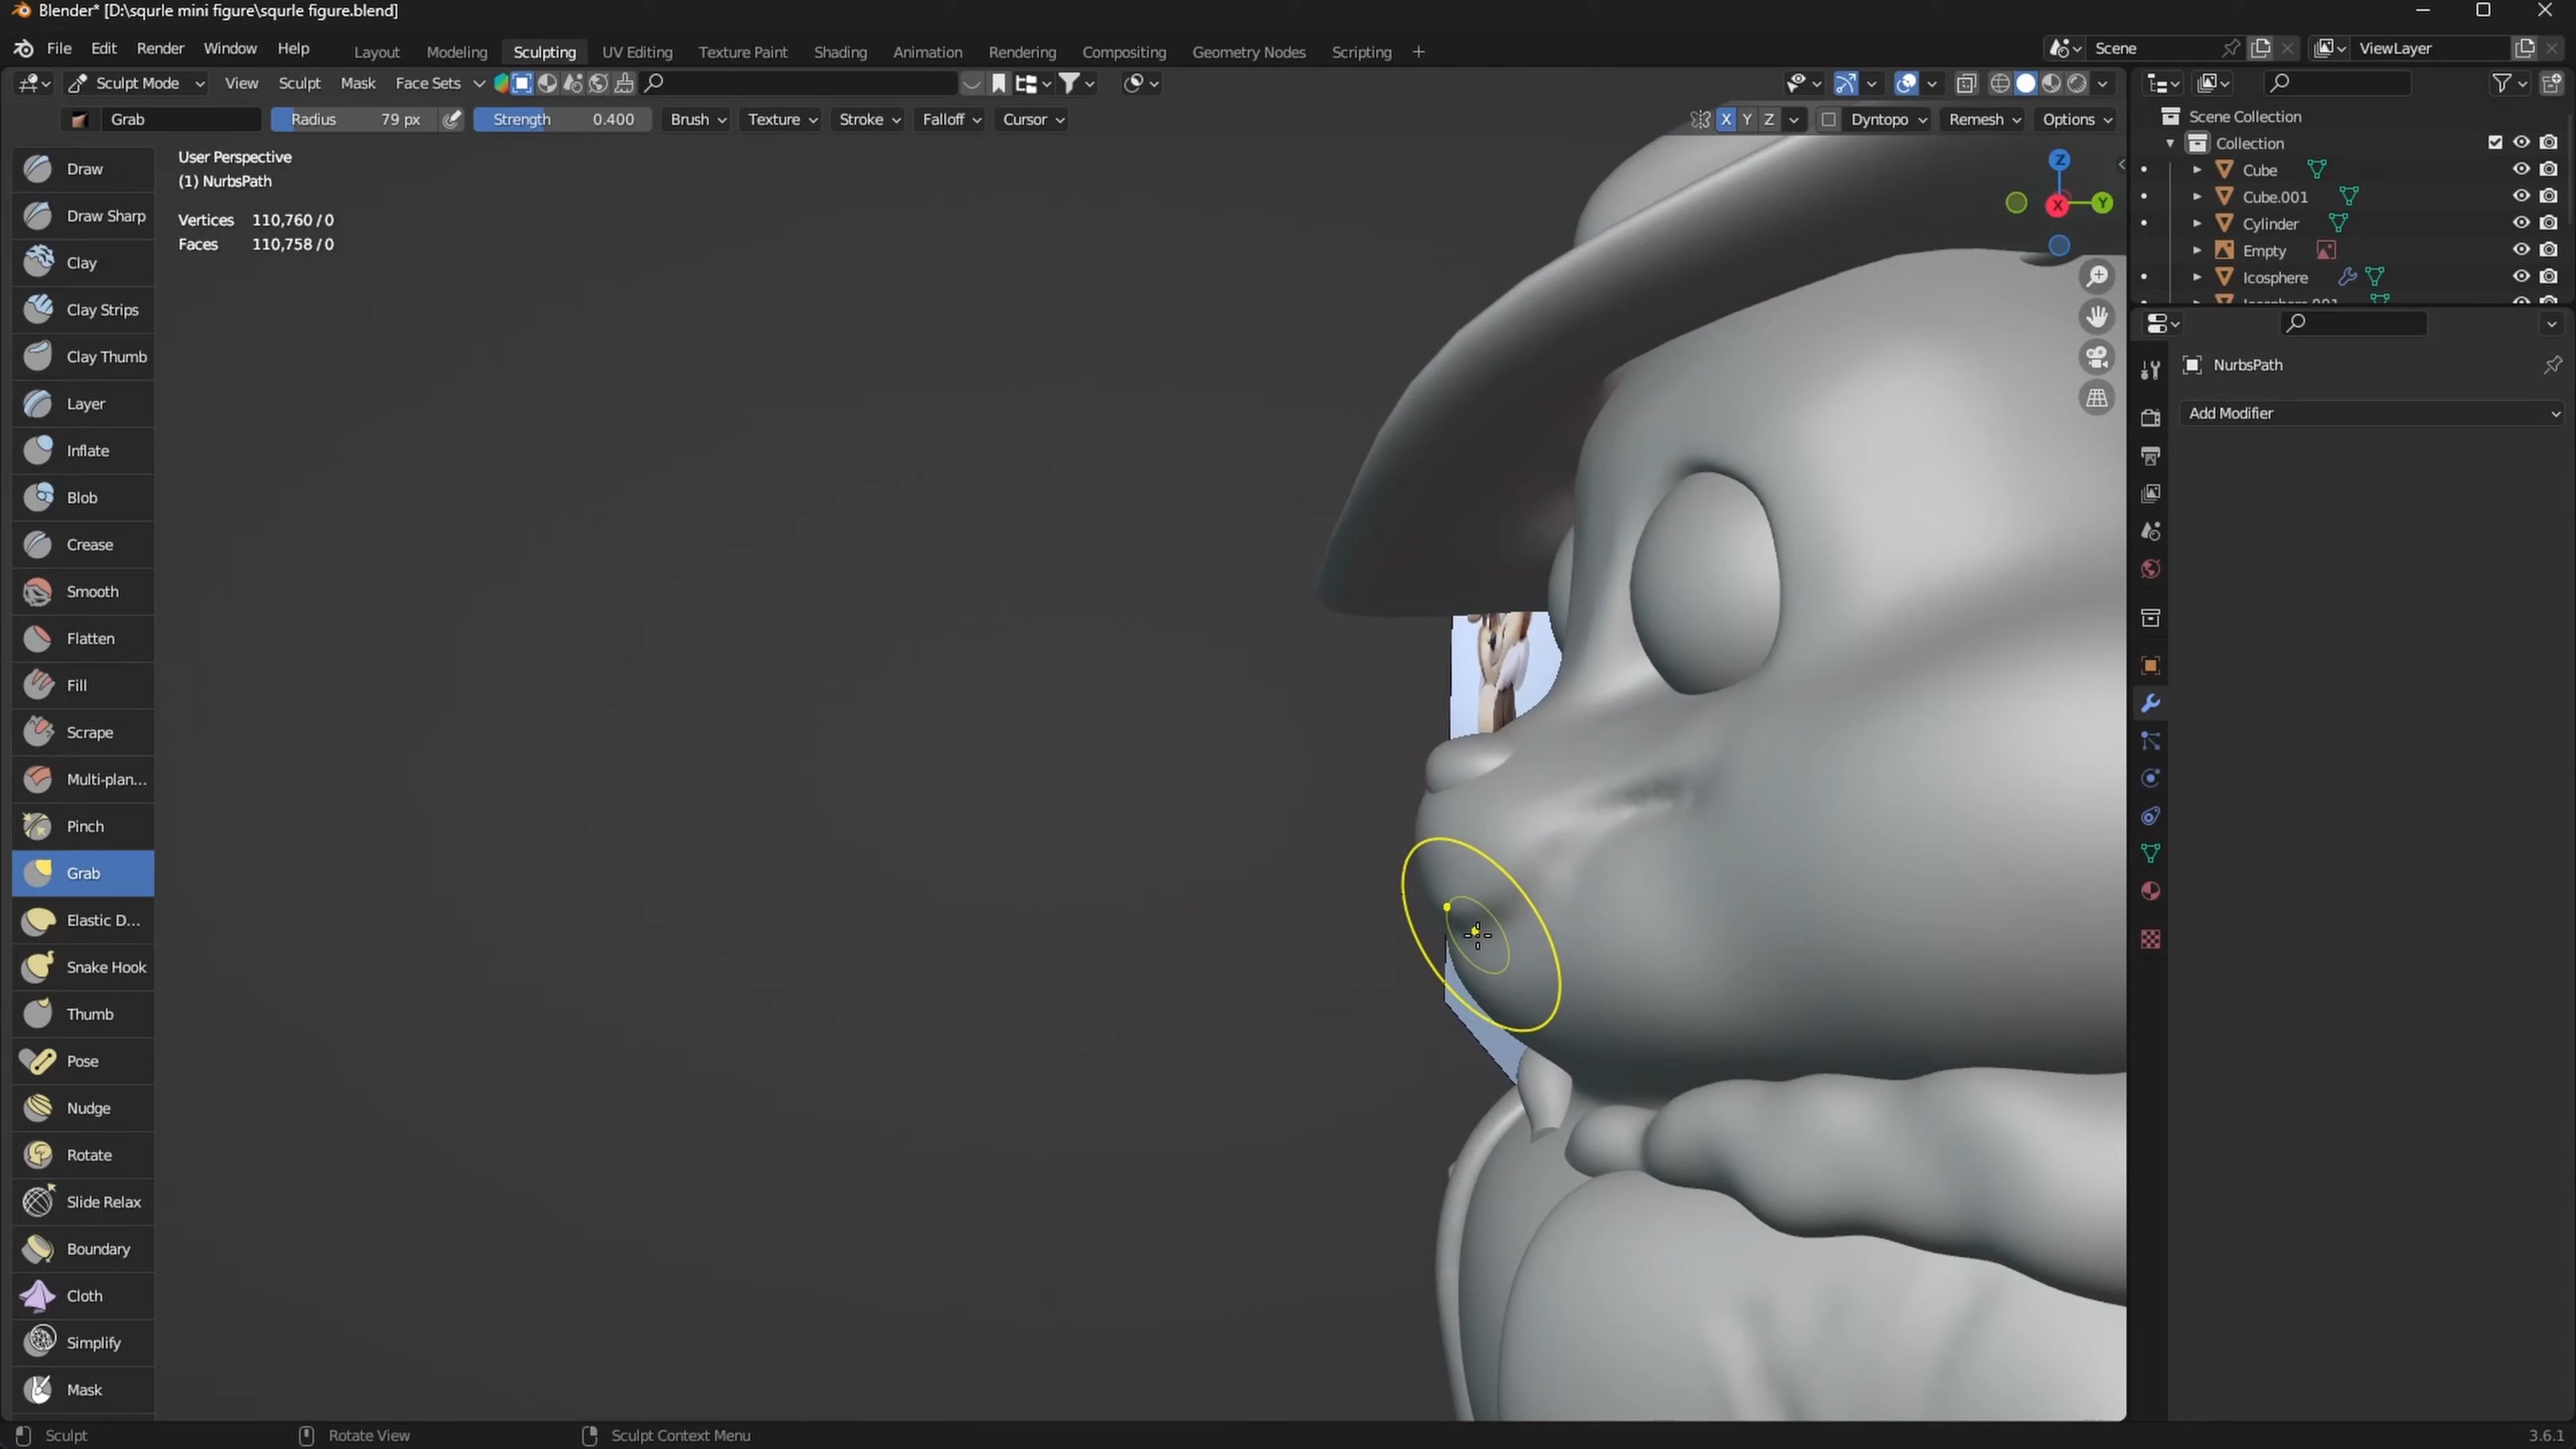 Blender* [D:\squrle mini figure\squrle figure.blend]
File Edit Render Window Help Layout Modeling Sculpting UV Editing Texture Paint Shading Animation Rendering Compositing Geometry Nodes Scripting + Scene ViewLayer
Sculpt Mode View Sculpt Mask Face Sets
Grab Radius 79 px Strength 0.400 Brush Texture Stroke Falloff Cursor X Y Z Dyntopo Remesh Options
User Perspective
(1) NurbsPath
Vertices 110,760 / 0
Faces 110,758 / 0
Draw
Draw Sharp
Clay
Clay Strips
Clay Thumb
Layer
Inflate
Blob
Crease
Smooth
Flatten
Fill
Scrape
Multi-plan...
Pinch
Grab
Elastic D...
Snake Hook
Thumb
Pose
Nudge
Rotate
Slide Relax
Boundary
Cloth
Simplify
Mask
Z
X
Y
Scene Collection
Collection
Cube
Cube.001
Cylinder
Empty
Icosphere
Icosphere.001
NurbsPath
Add Modifier
Sculpt Rotate View Sculpt Context Menu 3.6.1